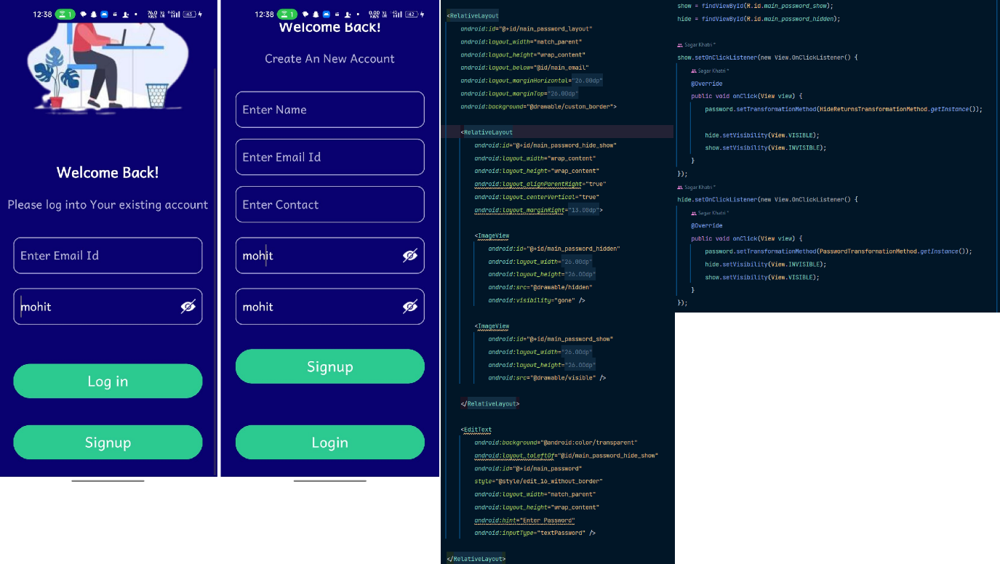 12:38 1 76.0 KB/S 43
Welcome Back!
Please log into Your existing account
Enter Email Id
mohit
Log in
Signup
12:38 1 0.00 KB/S 42
Welcome Back!
Create An New Account
Enter Name
Enter Email Id
Enter Contact
mohit
mohit
Signup
Login
<RelativeLayout
android:id="@+id/main_password_layout"
android:layout_width="match_parent"
android:layout_height="wrap_content"
android:layout_below="@id/main_email"
android:layout_marginHorizontal="26.00dp"
android:layout_marginTop="26.00dp"
android:background="@drawable/custom_border">
<RelativeLayout
android:id="@+id/main_password_hide_show"
android:layout_width="wrap_content"
android:layout_height="wrap_content"
android:layout_alignParentRight="true"
android:layout_centerVertical="true"
android:layout_marginRight="13.00dp">
<ImageView
android:id="@+id/main_password_hidden"
android:layout_width="26.00dp"
android:layout_height="26.00dp"
android:src="@drawable/hidden"
android:visibility="gone" />
<ImageView
android:id="@+id/main_password_show"
android:layout_width="26.00dp"
android:layout_height="26.00dp"
android:src="@drawable/visible" />
</RelativeLayout>
<EditText
android:background="@android:color/transparent"
android:layout_toLeftOf="@id/main_password_hide_show"
android:id="@+id/main_password"
style="@style/edit_16_without_border"
android:layout_width="match_parent"
android:layout_height="wrap_content"
android:hint="Enter Password"
android:inputType="textPassword" />
</RelativeLayout>
show = findViewById(R.id.main_password_show);
hide = findViewById(R.id.main_password_hidden);
Sagar Khatri *
show.setOnClickListener(new View.OnClickListener() {
Sagar Khatri *
@Override
public void onClick(View view) {
password.setTransformationMethod(HideReturnsTransformationMethod.getInstance());
hide.setVisibility(View.VISIBLE);
show.setVisibility(View.INVISIBLE);
}
});
Sagar Khatri *
hide.setOnClickListener(new View.OnClickListener() {
Sagar Khatri *
@Override
public void onClick(View view) {
password.setTransformationMethod(PasswordTransformationMethod.getInstance());
hide.setVisibility(View.INVISIBLE);
show.setVisibility(View.VISIBLE);
}
});